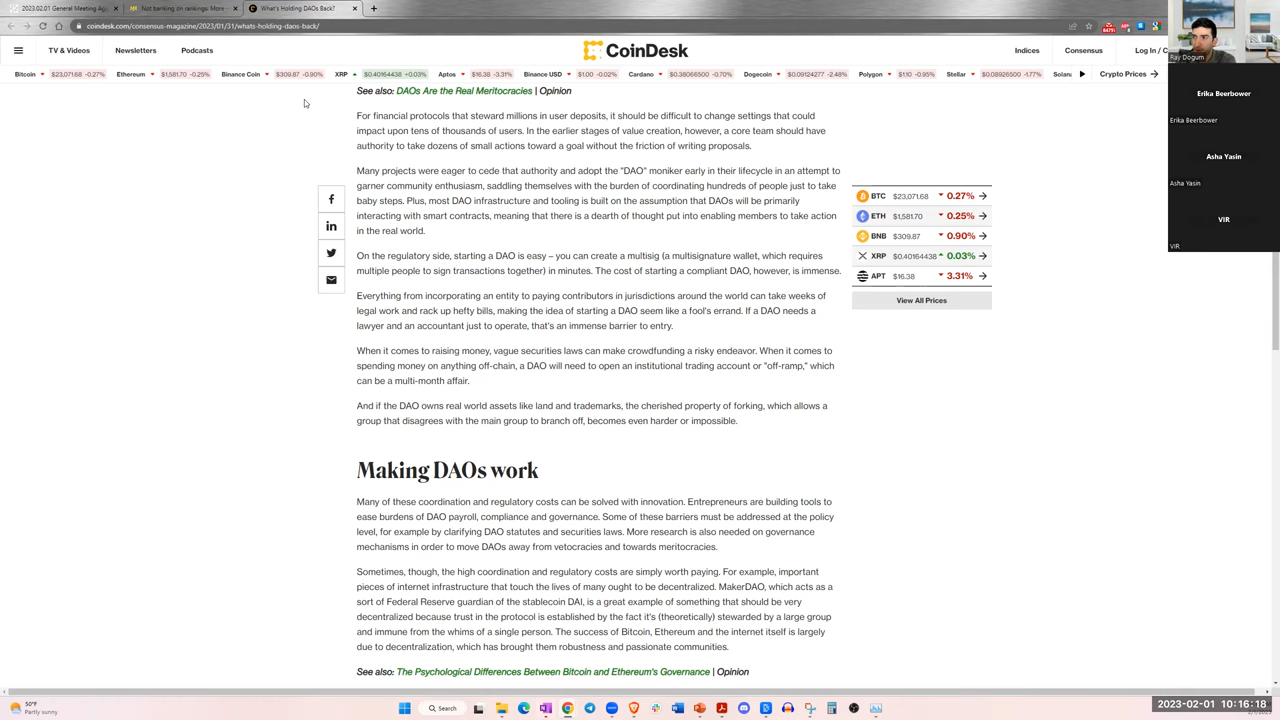 2023.02.01 General Meeting Ag
Not banking on rankings: More
What's Holding DAOs Back?
coindesk.com/consensus-magazine/2023/01/31/whats-holding-daos-back/
TV & Videos Newsletters Podcasts CoinDesk Indices Consensus Log In / C
Bitcoin $23,071.68 -0.27% Ethereum $1,581.70 -0.25% Binance Coin $309.87 -0.90% XRP $0.40164438 +0.03% Aptos $16.38 -3.31% Binance USD $1.00 -0.02% Cardano $0.38066500 -0.70% Dogecoin $0.09124277 -2.48% Polygon $1.10 -0.95% Stellar $0.08926500 -1.77% Solana Crypto Prices
See also: DAOs Are the Real Meritocracies | Opinion
For financial protocols that steward millions in user deposits, it should be difficult to change settings that could
impact upon tens of thousands of users. In the earlier stages of value creation, however, a core team should have
authority to take dozens of small actions toward a goal without the friction of writing proposals.
Many projects were eager to cede that authority and adopt the "DAO" moniker early in their lifecycle in an attempt to
garner community enthusiasm, saddling themselves with the burden of coordinating hundreds of people just to take
baby steps. Plus, most DAO infrastructure and tooling is built on the assumption that DAOs will be primarily
interacting with smart contracts, meaning that there is a dearth of thought put into enabling members to take action
in the real world.
On the regulatory side, starting a DAO is easy – you can create a multisig (a multisignature wallet, which requires
multiple people to sign transactions together) in minutes. The cost of starting a compliant DAO, however, is immense.
Everything from incorporating an entity to paying contributors in jurisdictions around the world can take weeks of
legal work and rack up hefty bills, making the idea of starting a DAO seem like a fool's errand. If a DAO needs a
lawyer and an accountant just to operate, that's an immense barrier to entry.
When it comes to raising money, vague securities laws can make crowdfunding a risky endeavor. When it comes to
spending money on anything off-chain, a DAO will need to open an institutional trading account or "off-ramp," which
can be a multi-month affair.
And if the DAO owns real world assets like land and trademarks, the cherished property of forking, which allows a
group that disagrees with the main group to branch off, becomes even harder or impossible.
Making DAOs work
Many of these coordination and regulatory costs can be solved with innovation. Entrepreneurs are building tools to
ease burdens of DAO payroll, compliance and governance. Some of these barriers must be addressed at the policy
level, for example by clarifying DAO statutes and securities laws. More research is also needed on governance
mechanisms in order to move DAOs away from vetocracies and towards meritocracies.
Sometimes, though, the high coordination and regulatory costs are simply worth paying. For example, important
pieces of internet infrastructure that touch the lives of many ought to be decentralized. MakerDAO, which acts as a
sort of Federal Reserve guardian of the stablecoin DAI, is a great example of something that should be very
decentralized because trust in the protocol is established by the fact it's (theoretically) stewarded by a large group
and immune from the whims of a single person. The success of Bitcoin, Ethereum and the internet itself is largely
due to decentralization, which has brought them robustness and passionate communities.
See also: The Psychological Differences Between Bitcoin and Ethereum's Governance | Opinion
BTC $23,071.68 0.27%
ETH $1,581.70 0.25%
BNB $309.87 0.90%
XRP $0.40164438 0.03%
APT $16.38 3.31%
View All Prices
Ray Dogum
Erika Beerbower
Erika Beerbower
Asha Yasin
Asha Yasin
VIR
VIR
50°F
Partly sunny
Search
2023-02-01 10:16:18